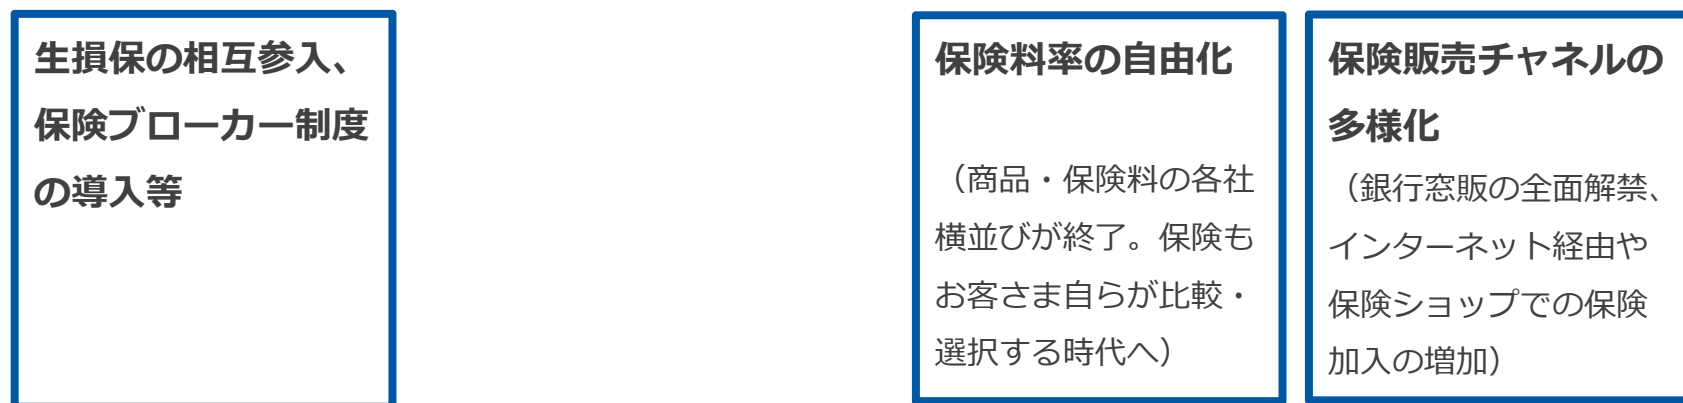 生損保の相互参入、
保険ブローカー制度
の導入等
保険料率の自由化
（商品・保険料の各社
横並びが終了。保険も
お客さま自らが比較・
選択する時代へ）
保険販売チャネルの
多様化
（銀行窓販の全面解禁、
インターネット経由や
保険ショップでの保険
加入の増加）